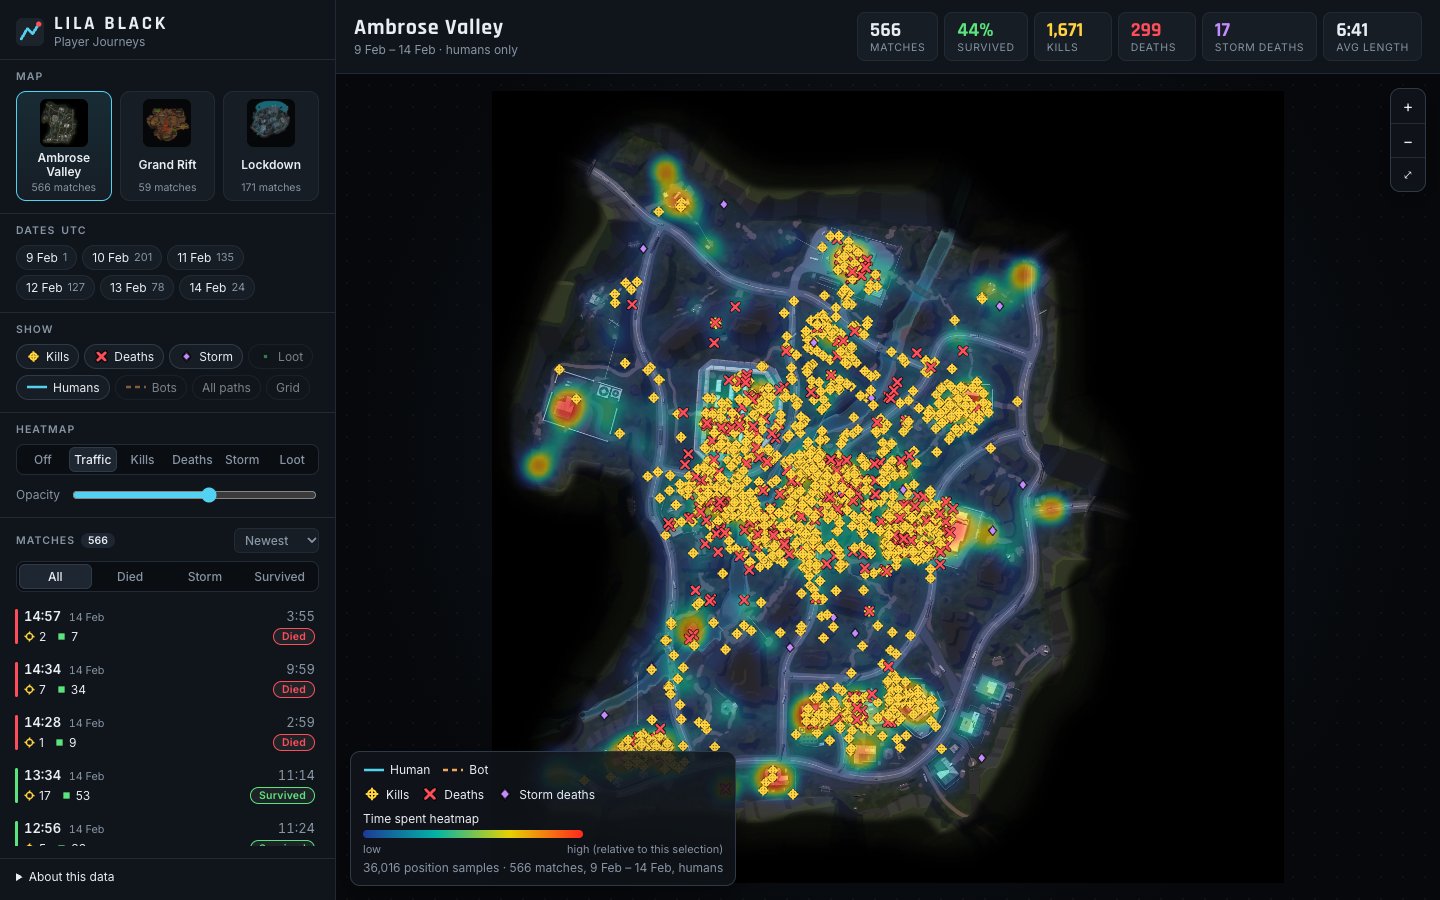 LILA BLACK
Player Journeys
MAP
Ambrose Valley
566 matches
Grand Rift
59 matches
Lockdown
171 matches
DATES UTC
9 Feb 1
10 Feb 201
11 Feb 135
12 Feb 127
13 Feb 78
14 Feb 24
SHOW
Kills
Deaths
Storm
Loot
Humans
Bots
All paths
Grid
HEATMAP
Off
Traffic
Kills
Deaths
Storm
Loot
Opacity
MATCHES 566
Newest
All
Died
Storm
Survived
14:57 14 Feb 3:55
2 7 Died
14:34 14 Feb 9:59
7 34 Died
14:28 14 Feb 2:59
1 9 Died
13:34 14 Feb 11:14
17 53 Survived
12:56 14 Feb 11:24
About this data
Ambrose Valley
9 Feb – 14 Feb · humans only
566
MATCHES
44%
SURVIVED
1,671
KILLS
299
DEATHS
17
STORM DEATHS
6:41
AVG LENGTH
+
−
Human
Bot
Kills
Deaths
Storm deaths
Time spent heatmap
low
high (relative to this selection)
36,016 position samples · 566 matches, 9 Feb – 14 Feb, humans